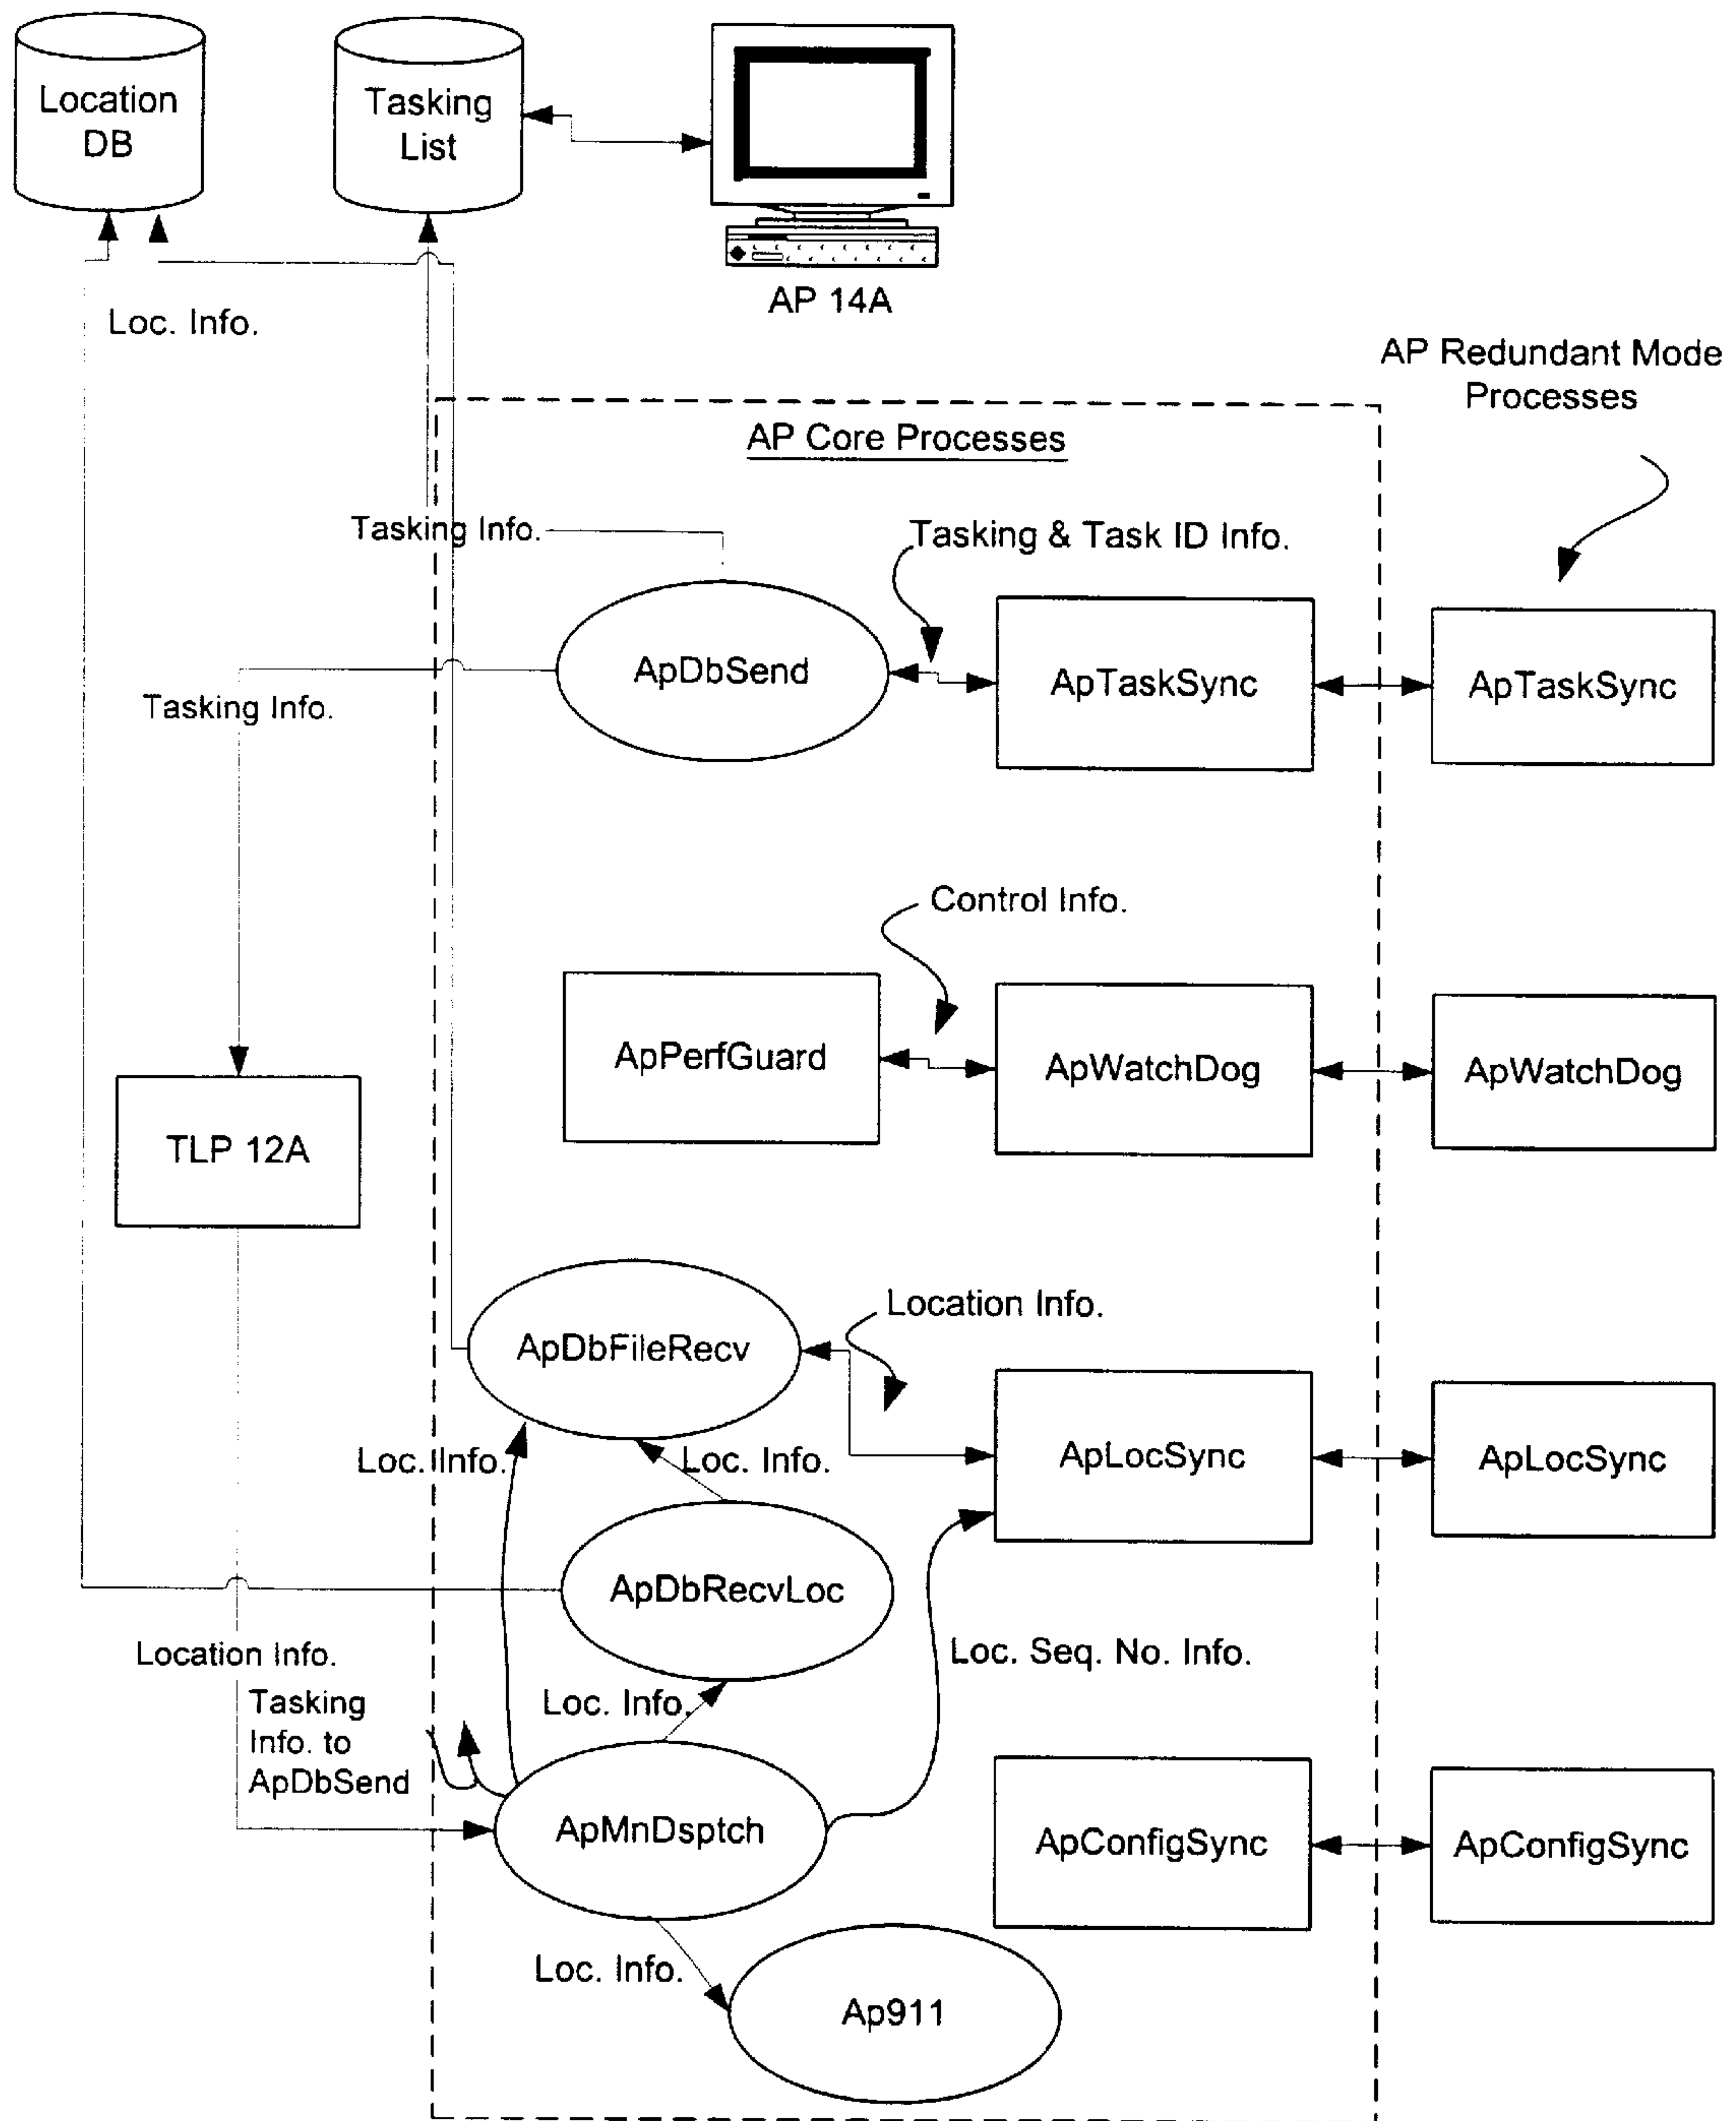 Location
DB
Tasking
List
AP 14A
Loc. Info.
AP Redundant Mode
Processes
AP Core Processes
Tasking Info.
Tasking & Task ID Info.
ApDbSend
ApTaskSync
ApTaskSync
Tasking Info.
Control Info.
ApPerfGuard
ApWatchDog
ApWatchDog
TLP 12A
Location Info.
ApDbFileRecv
Loc. Info.
Loc. Info.
ApLocSync
ApLocSync
ApDbRecvLoc
Location Info.
Loc. Seq. No. Info.
Tasking
Info. to
ApDbSend
Loc. Info.
ApMnDsptch
ApConfigSync
ApConfigSync
Loc. Info.
Ap911